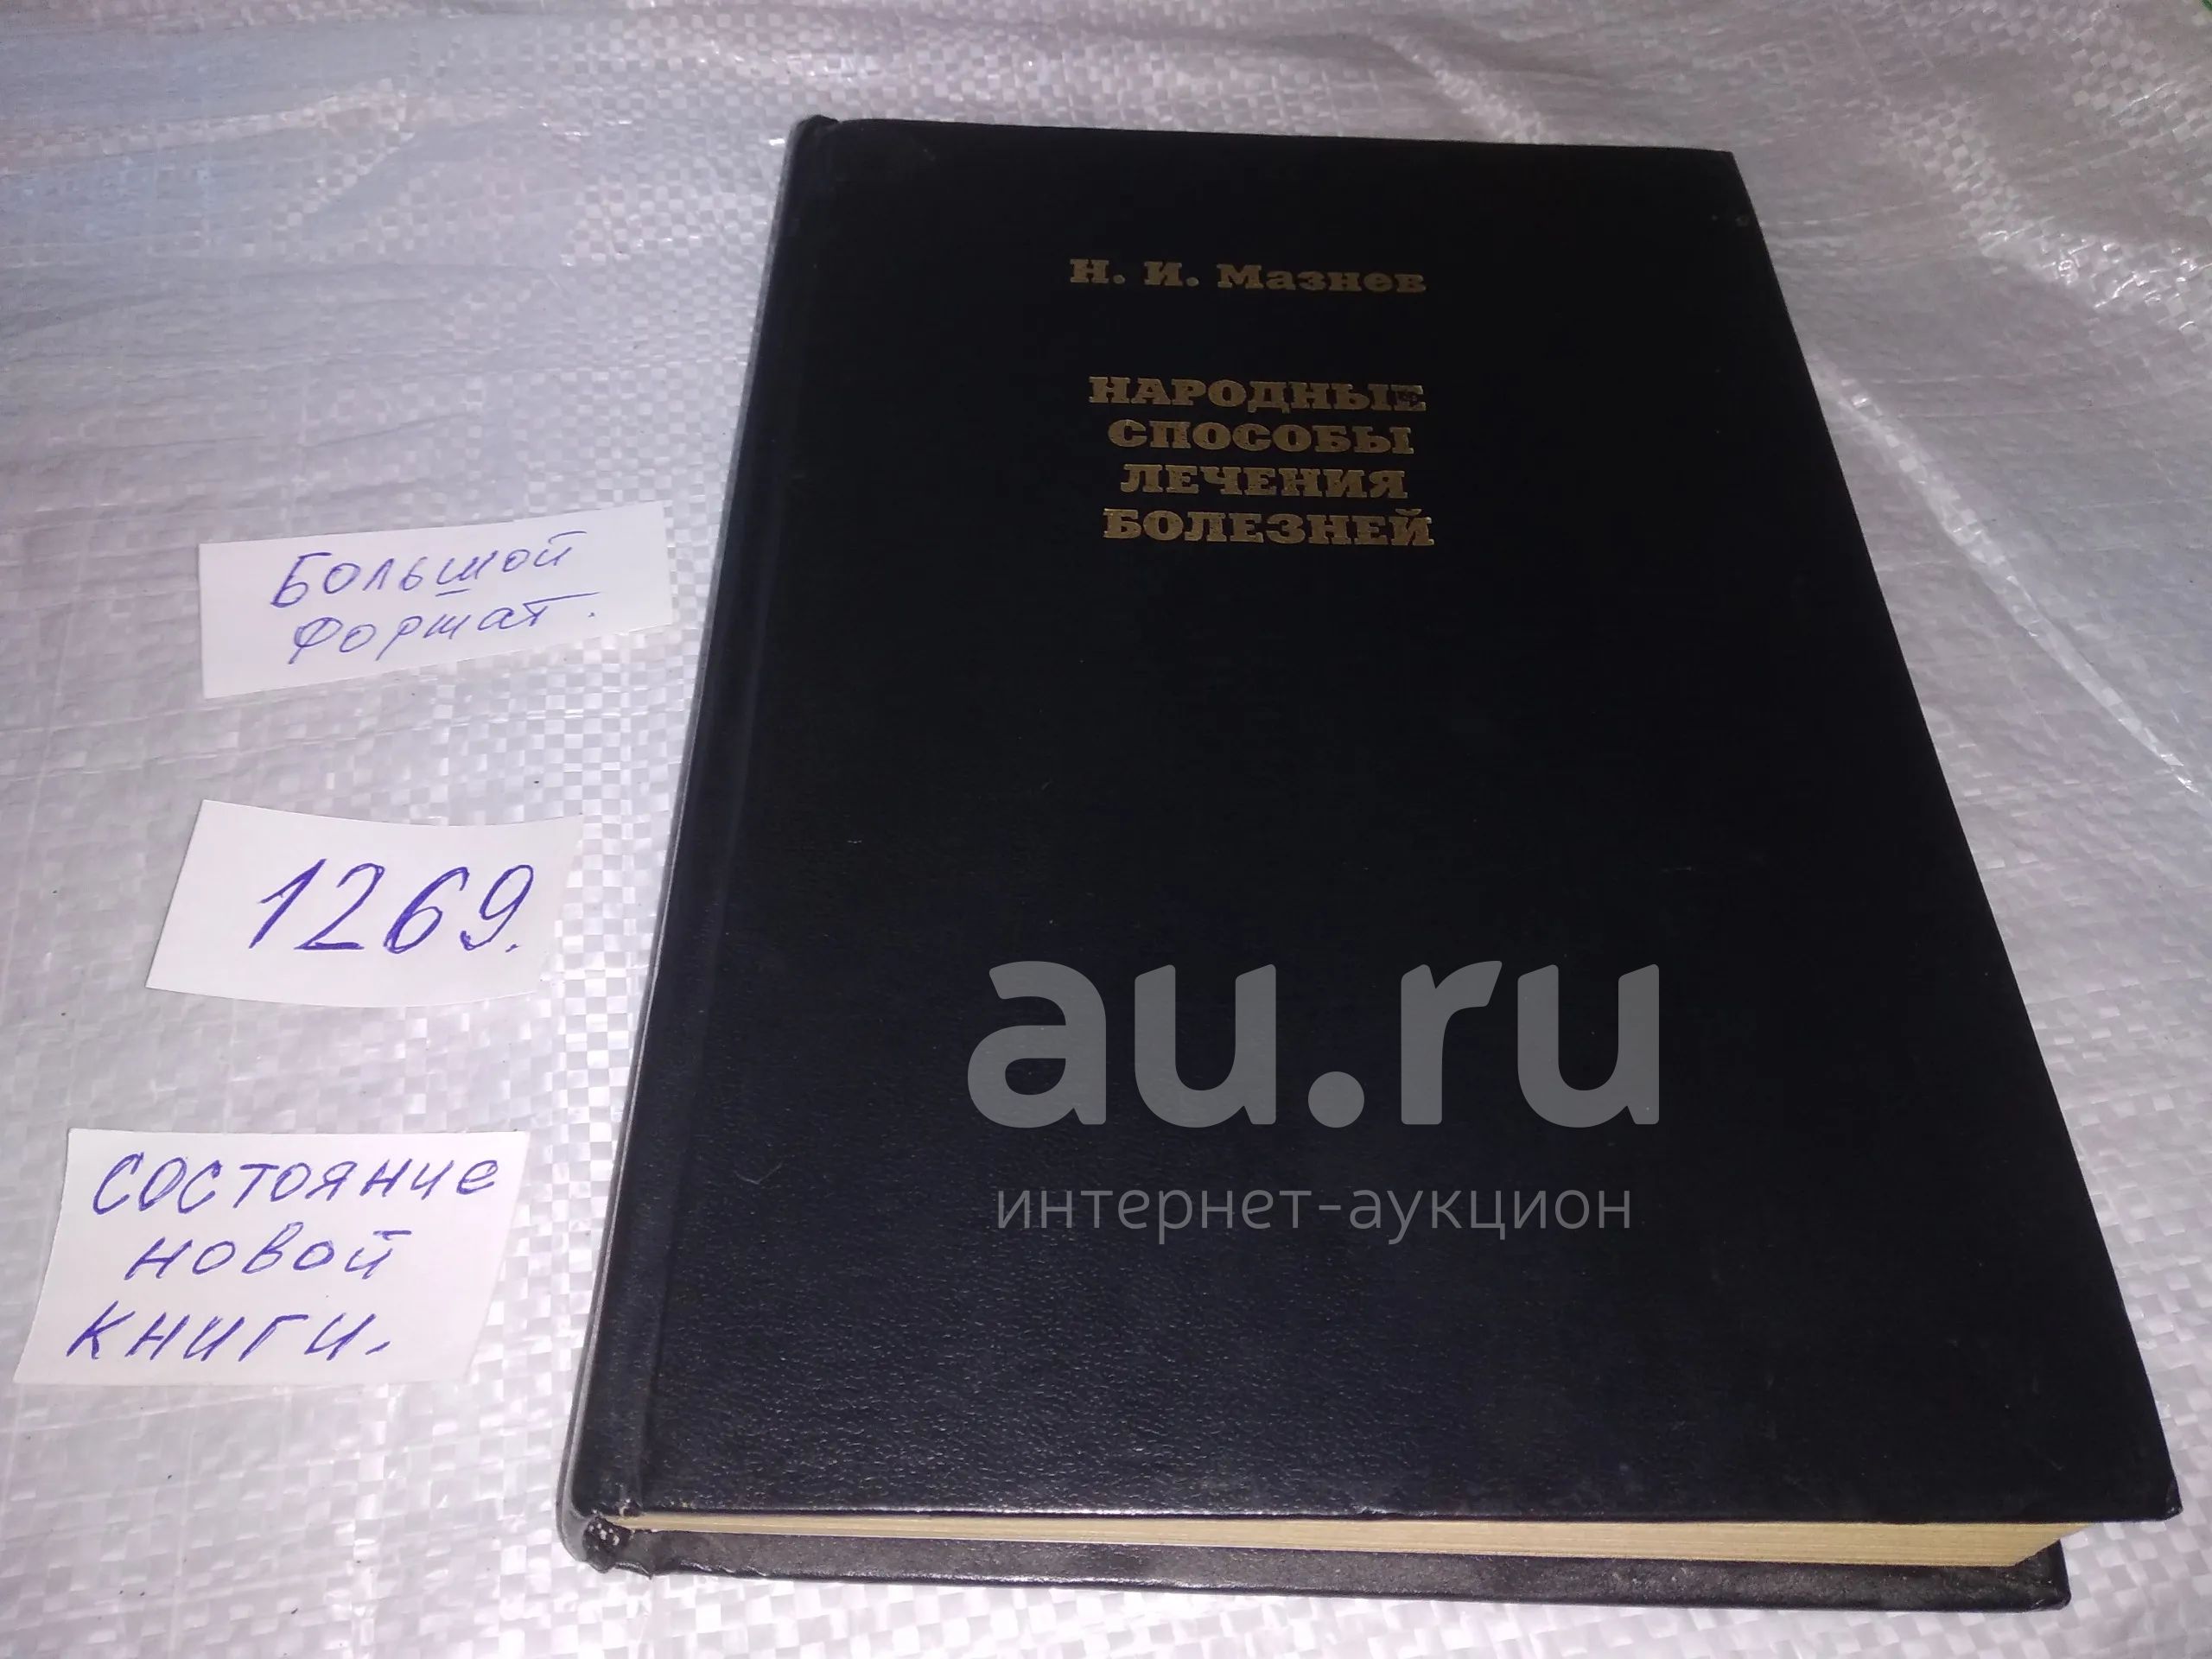 Н. И. Мазнев
НАРОДНЫЕ
СПОСОБЫ
ЛЕЧЕНИЯ
БОЛЕЗНЕЙ
Большой
формат.
1269.
состояние
новой
книги.
au.ru
интернет-аукцион